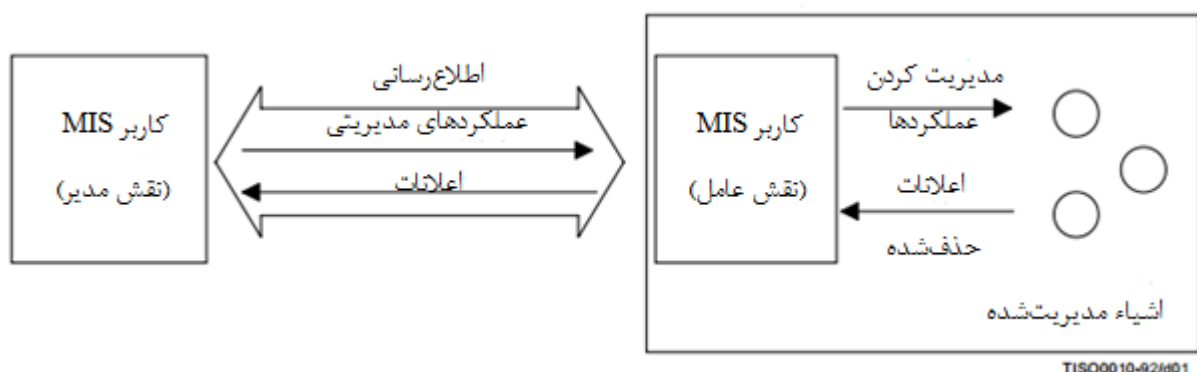 کاربر MIS
(نقش مدیر)
اطلاع‌رسانی
عملکردهای مدیریتی
اعلانات
کاربر MIS
(نقش عامل)
مدیریت کردن
عملکردها
اعلانات
حذف‌شده
اشیاء مدیریت‌شده
TISO0010-92/d01